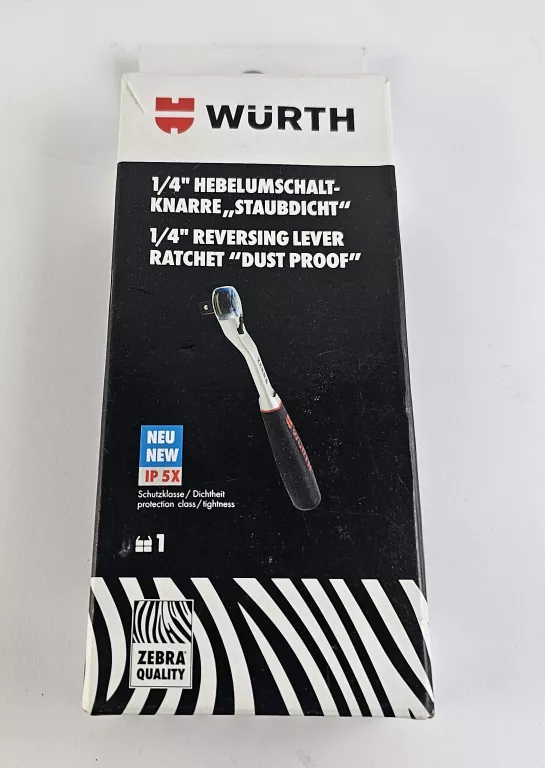 WÜRTH
1/4" HEBELUMSCHALT-
KNARRE „STAUBDICHT“
1/4" REVERSING LEVER
RATCHET “DUST PROOF”
NEU
NEW
IP 5X
Schutzklasse/Dichtheit
protection class/tightness
1
ZEBRA®
QUALITY